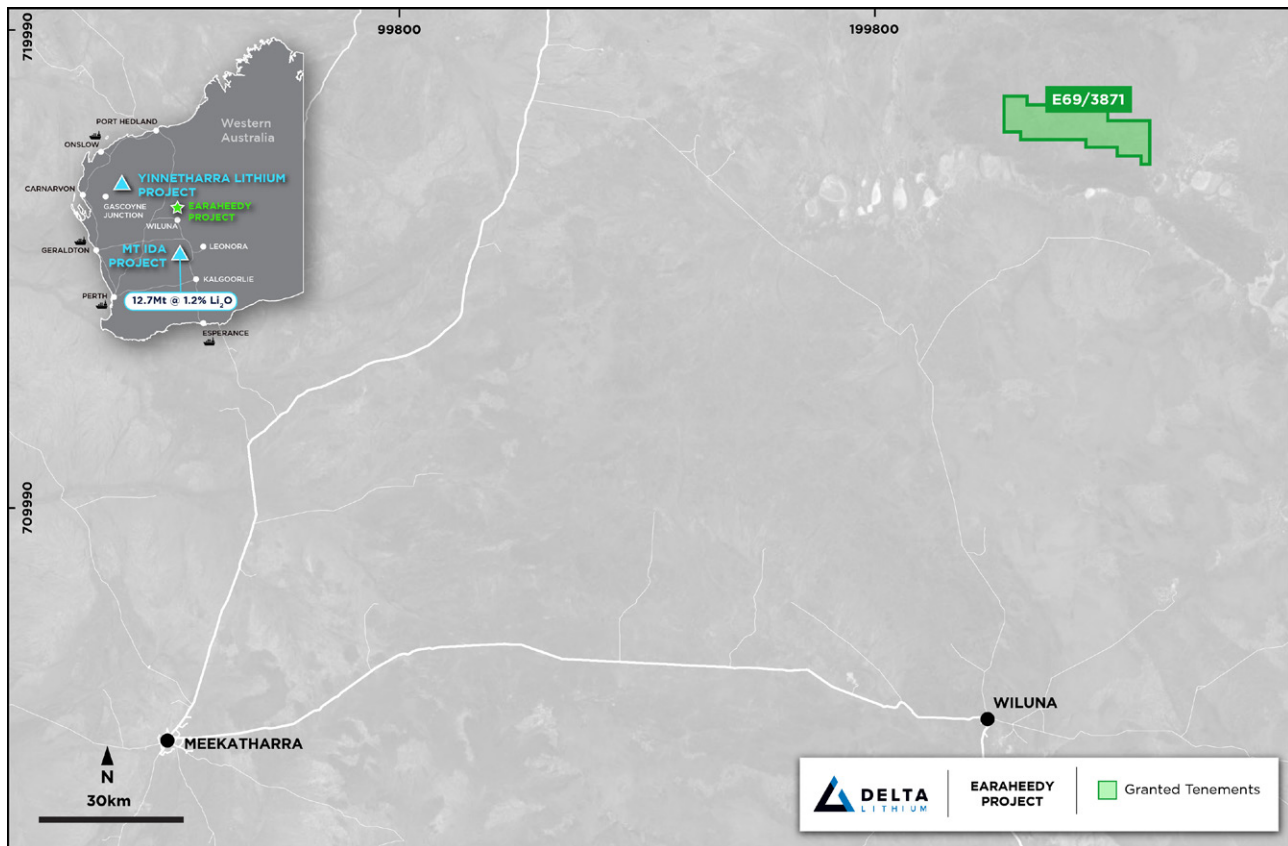 99800
199800
719990
709990
E69/3871
Western
Australia
PORT HEDLAND
ONSLOW
YINNETHARRA LITHIUM
PROJECT
CARNARVON
GASCOYNE
JUNCTION
EARAHEEDY
PROJECT
WILUNA
LEONORA
GERALDTON
MT IDA
PROJECT
KALGOORLIE
PERTH
12.7Mt @ 1.2% Li₂O
ESPERANCE
WILUNA
MEEKATHARRA
N
30km
DELTA
LITHIUM
EARAHEEDY
PROJECT
Granted Tenements